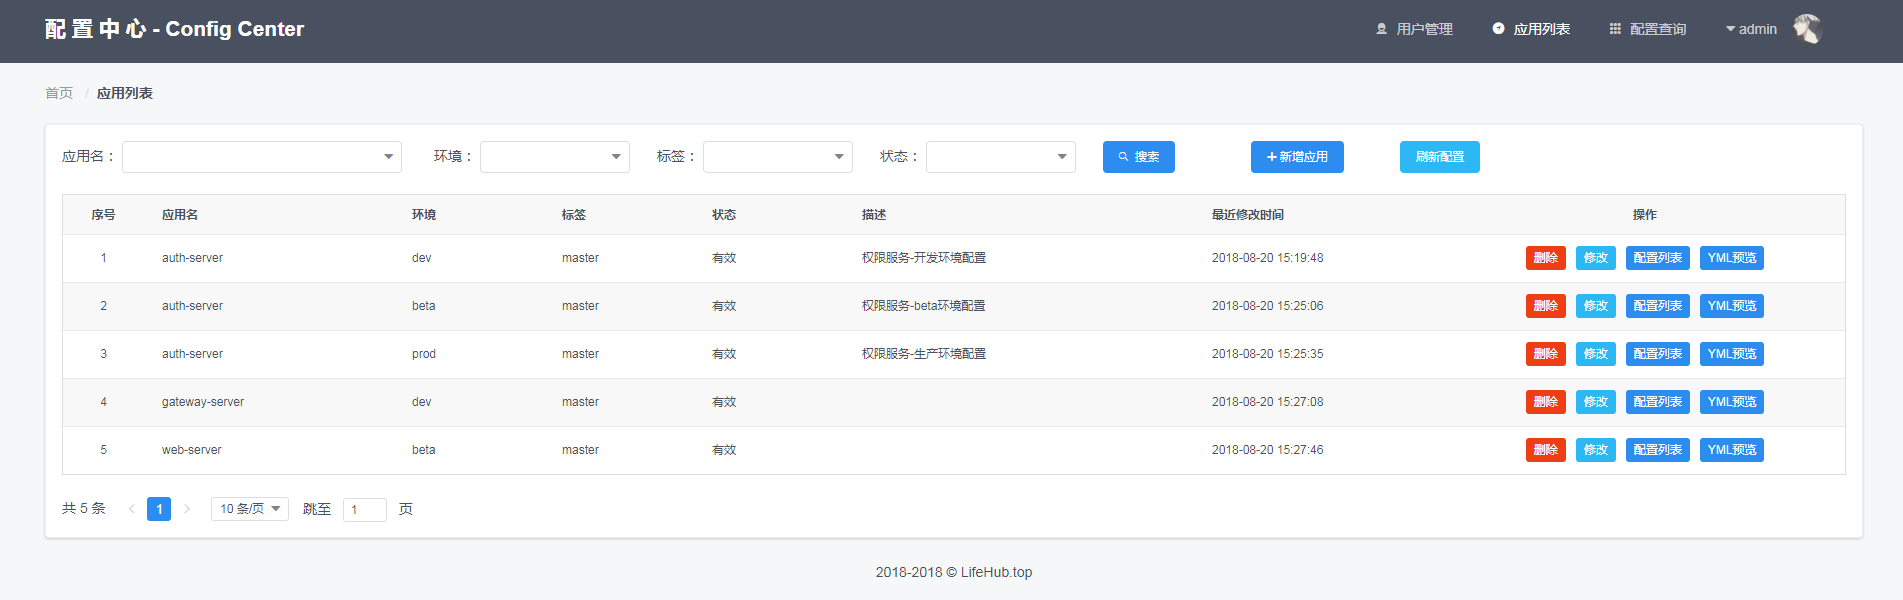 配 置 中 心 - Config Center 用户管理 应用列表 配置查询 admin
首页 / 应用列表
应用名： 环境： 标签： 状态： 搜索 +新增应用 刷新配置
序号 应用名 环境 标签 状态 描述 最近修改时间 操作
1 auth-server dev master 有效 权限服务-开发环境配置 2018-08-20 15:19:48 删除 修改 配置列表 YML预览
2 auth-server beta master 有效 权限服务-beta环境配置 2018-08-20 15:25:06 删除 修改 配置列表 YML预览
3 auth-server prod master 有效 权限服务-生产环境配置 2018-08-20 15:25:35 删除 修改 配置列表 YML预览
4 gateway-server dev master 有效 2018-08-20 15:27:08 删除 修改 配置列表 YML预览
5 web-server beta master 有效 2018-08-20 15:27:46 删除 修改 配置列表 YML预览
共 5 条 < 1 > 10 条/页 跳至 1 页
2018-2018 © LifeHub.top